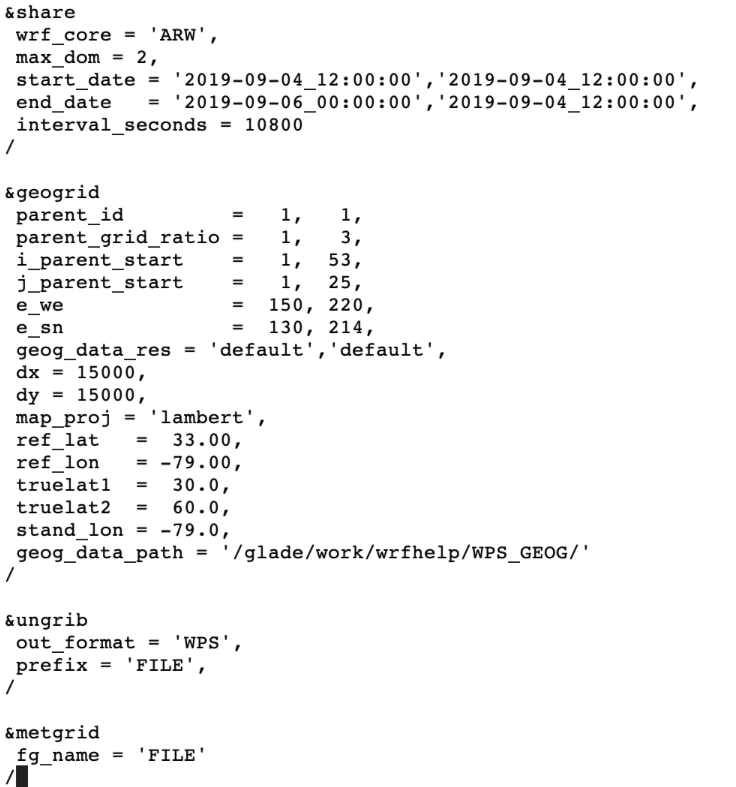 &share
 wrf_core = 'ARW',
 max_dom = 2,
 start_date = '2019-09-04_12:00:00','2019-09-04_12:00:00',
 end_date   = '2019-09-06_00:00:00','2019-09-04_12:00:00',
 interval_seconds = 10800
/

&geogrid
 parent_id         =   1,   1,
 parent_grid_ratio =   1,   3,
 i_parent_start    =   1,  53,
 j_parent_start    =   1,  25,
 e_we              =  150, 220,
 e_sn              =  130, 214,
 geog_data_res = 'default','default',
 dx = 15000,
 dy = 15000,
 map_proj = 'lambert',
 ref_lat   =  33.00,
 ref_lon   = -79.00,
 truelat1  =  30.0,
 truelat2  =  60.0,
 stand_lon = -79.0,
 geog_data_path = '/glade/work/wrfhelp/WPS_GEOG/'
/

&ungrib
 out_format = 'WPS',
 prefix = 'FILE',
/

&metgrid
 fg_name = 'FILE'
/